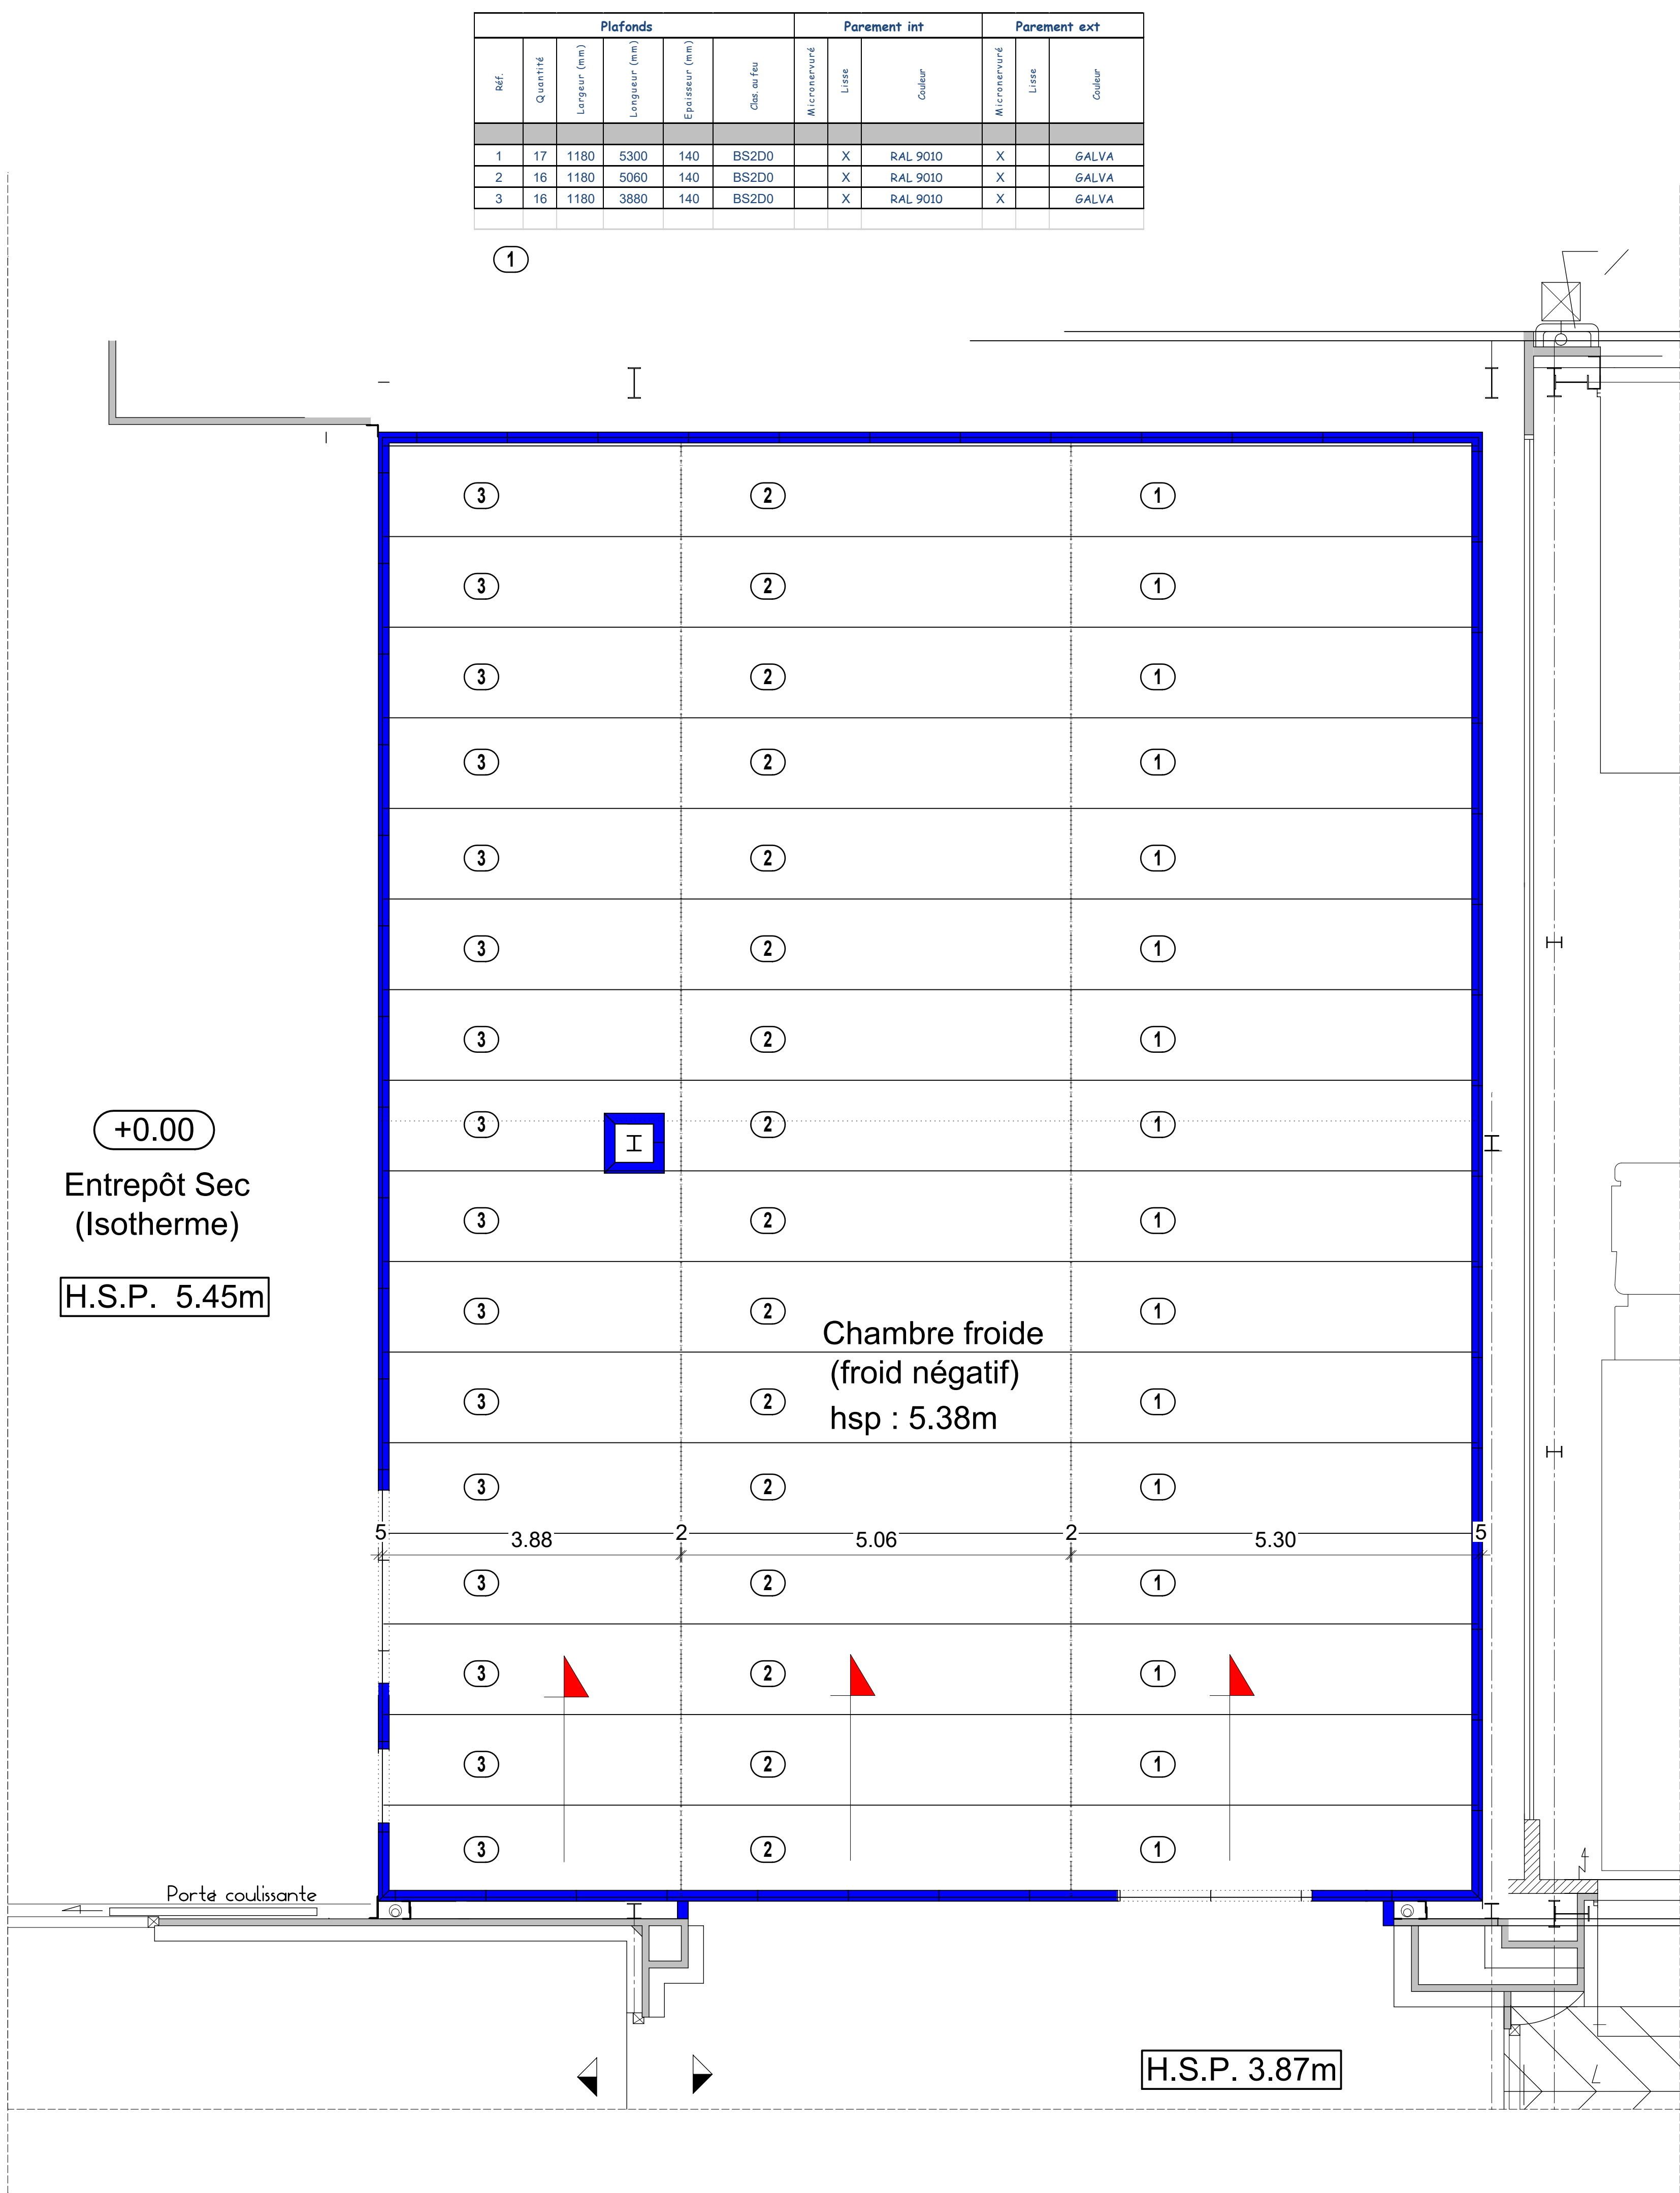 Plafonds Parement int Parement ext
Réf. Quantité Largeur (mm) Longueur (mm) Epaisseur (mm) Clas. au feu Micronervuré Lisse Couleur Micronervuré Lisse Couleur
1 17 1180 5300 140 BS2D0 X RAL 9010 X GALVA
2 16 1180 5060 140 BS2D0 X RAL 9010 X GALVA
3 16 1180 3880 140 BS2D0 X RAL 9010 X GALVA
1
3 2 1
3 2 1
3 2 1
3 2 1
3 2 1
3 2 1
3 2 1
3 2 1
+0.00
Entrepôt Sec
(Isotherme)
H.S.P. 5.45m
3 2 1
3 2 1
Chambre froide
(froid négatif)
hsp : 5.38m
3 2 1
3 2 1
5 3.88 2 5.06 2 5.30 5
3 2 1
3 2 1
3 2 1
3 2 1
Porte coulissante
H.S.P. 3.87m